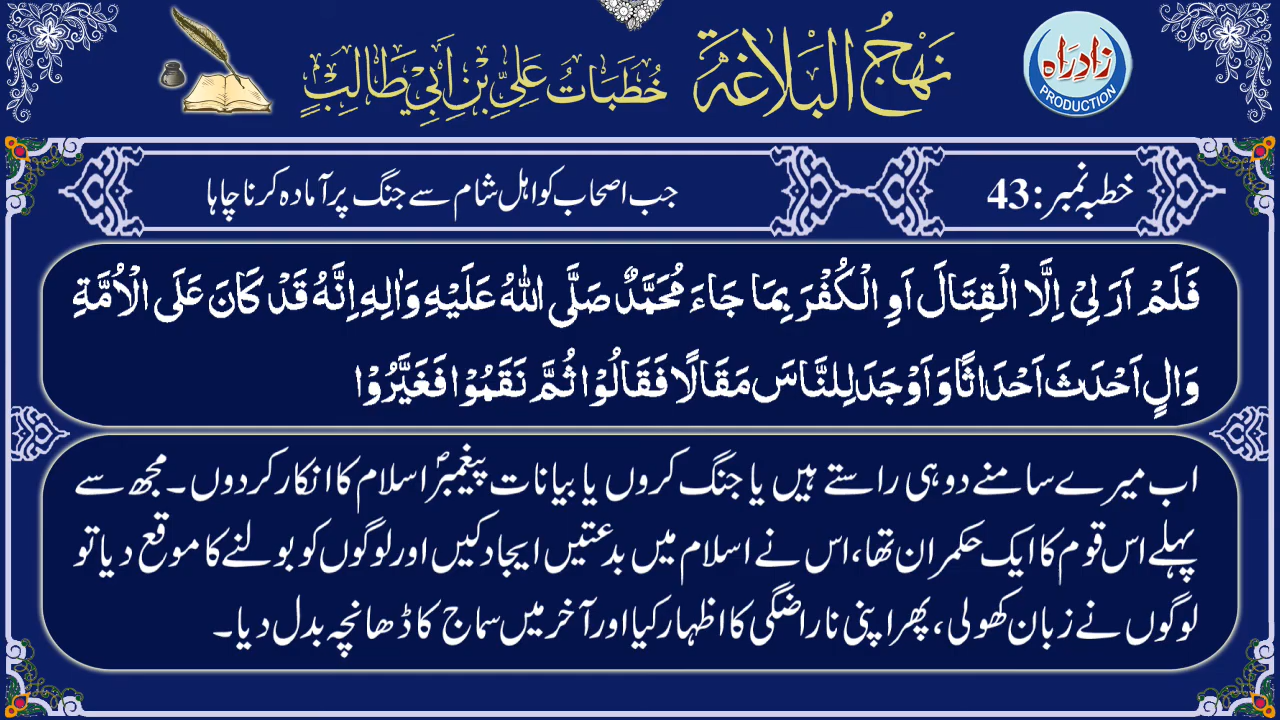 نَهْجُ الْبَلَاغَة خُطَبَاتُ عَلِيِّ بْنِ اَبِي طَالِبٍ
زادِ راہ
PRODUCTION
خطبہ نمبر: 43
جب اصحاب کو اہل شام سے جنگ پر آمادہ کرنا چاہا
فَلَمْ اَرَ لِیْ اِلَّا الْقِتَالَ اَوِ الْكُفْرَ بِمَا جَاءَ مُحَمَّدٌ صَلَّی اللهُ عَلَیْهِ وَاٰلِهٖ اِنَّهُ قَدْ كَانَ عَلَی الْاُمَّةِ
وَالٍ اَحْدَثَ اَحْدَاثًا وَ اَوْجَدَ لِلنَّاسَ مَقَالًا فَقَالُوْا ثُمَّ نَقَمُوْا فَغَیَّرُوْا
اب میرے سامنے دو ہی راستے ہیں یا جنگ کروں یا بیانات پیغمبرؐ اسلام کا انکار کردوں۔ مجھ سے
پہلے اس قوم کا ایک حکمران تھا، اس نے اسلام میں بدعتیں ایجاد کیں اور لوگوں کو بولنے کا موقع دیا تو
لوگوں نے زبان کھولی، پھر اپنی ناراضگی کا اظہار کیا اور آخر میں سماج کا ڈھانچہ بدل دیا۔